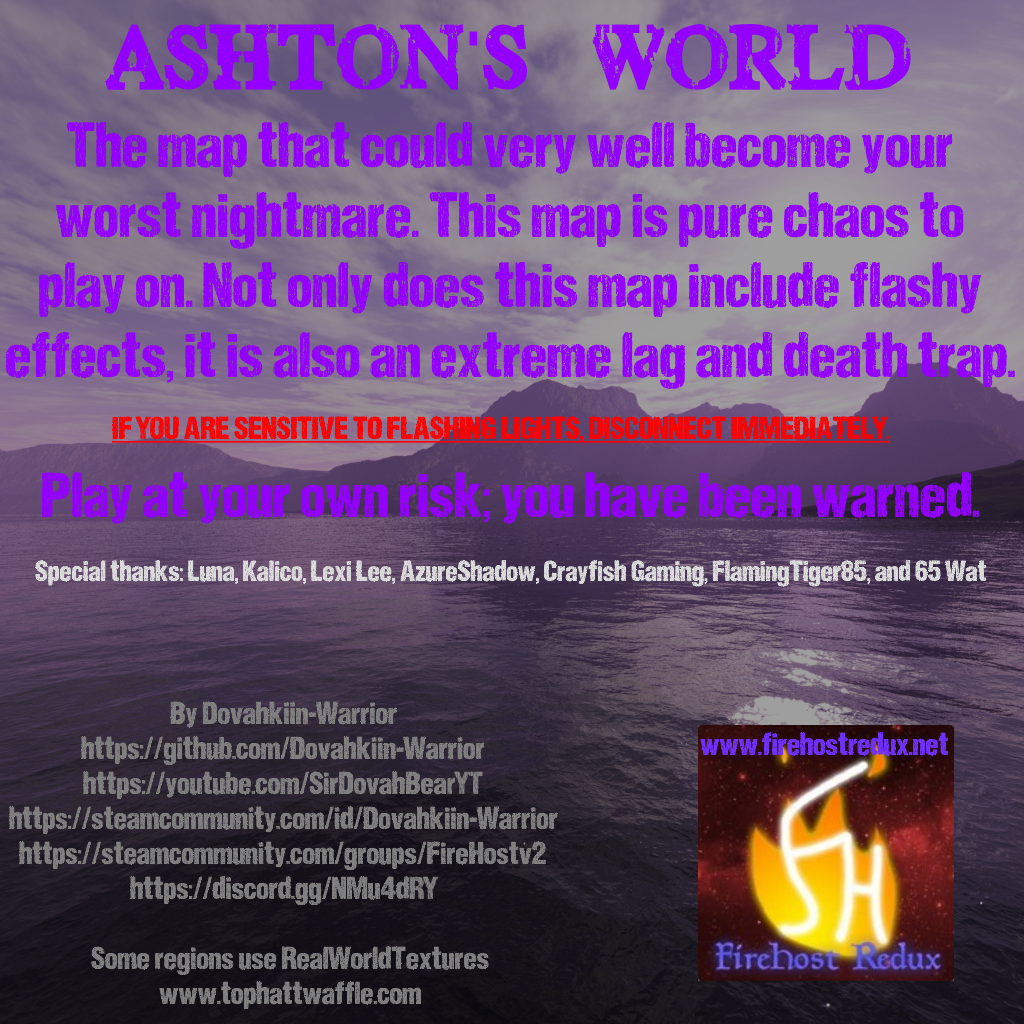 ASHTON'S WORLD
The map that could very well become your
worst nightmare. This map is pure chaos to
play on. Not only does this map include flashy
effects, it is also an extreme lag and death trap.
IF YOU ARE SENSITIVE TO FLASHING LIGHTS, DISCONNECT IMMEDIATELY.
Play at your own risk; you have been warned.
Special thanks: Luna, Kalico, Lexi Lee, AzureShadow, Crayfish Gaming, FlamingTiger85, and 65 Wat
By Dovahkiin-Warrior
https://github.com/Dovahkiin-Warrior
https://youtube.com/SirDovahBearYT
https://steamcommunity.com/id/Dovahkiin-Warrior
https://steamcommunity.com/groups/FireHostv2
https://discord.gg/NMu4dRY
Some regions use RealWorldTextures
www.tophattwaffle.com
www.firehostredux.net
FH
FireHost Redux